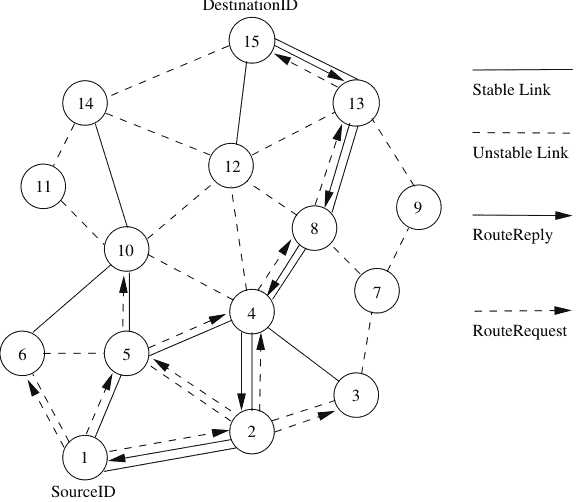 DestinationID
15
14
13
Stable Link
Unstable Link
12
11
9
8
RouteReply
10
7
4
RouteRequest
6
5
3
2
1
SourceID